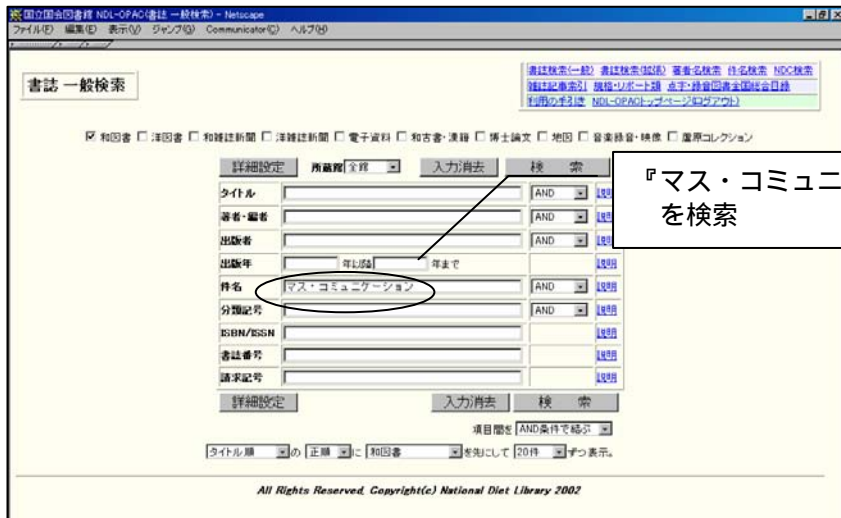 国立国会図書館 NDL-OPAC(書誌 一般検索) - Netscape
ファイル(F) 編集(E) 表示(V) ジャンプ(G) Communicator(C) ヘルプ(H)
書誌 一般検索
書誌検索(一般) 書誌検索(拡張) 著者名検索 件名検索 NDC検索
雑誌記事索引 規格・リポート類 点字・録音図書全国総合目録
利用の手引き NDL-OPACトップページ(ログアウト)
和図書 洋図書 和雑誌新聞 洋雑誌新聞 電子資料 和古書・漢籍 博士論文 地図 音楽録音・映像 蘆原コレクション
詳細設定 所蔵館 全館 入力消去 検 索
『マス・コミュニ
を検索
タイトル AND
著者・編者 AND
出版者 AND
出版年 年以降 年まで 説明
件名 マス・コミュニケーション AND 説明
分類記号 AND 説明
ISBN/ISSN 説明
書誌番号 説明
請求記号 説明
詳細設定 入力消去 検 索
項目間を AND条件で結ぶ
タイトル順 の 正順 に 和図書 を先にして 20件 ずつ表示。
All Rights Reserved, Copyright(c) National Diet Library 2002